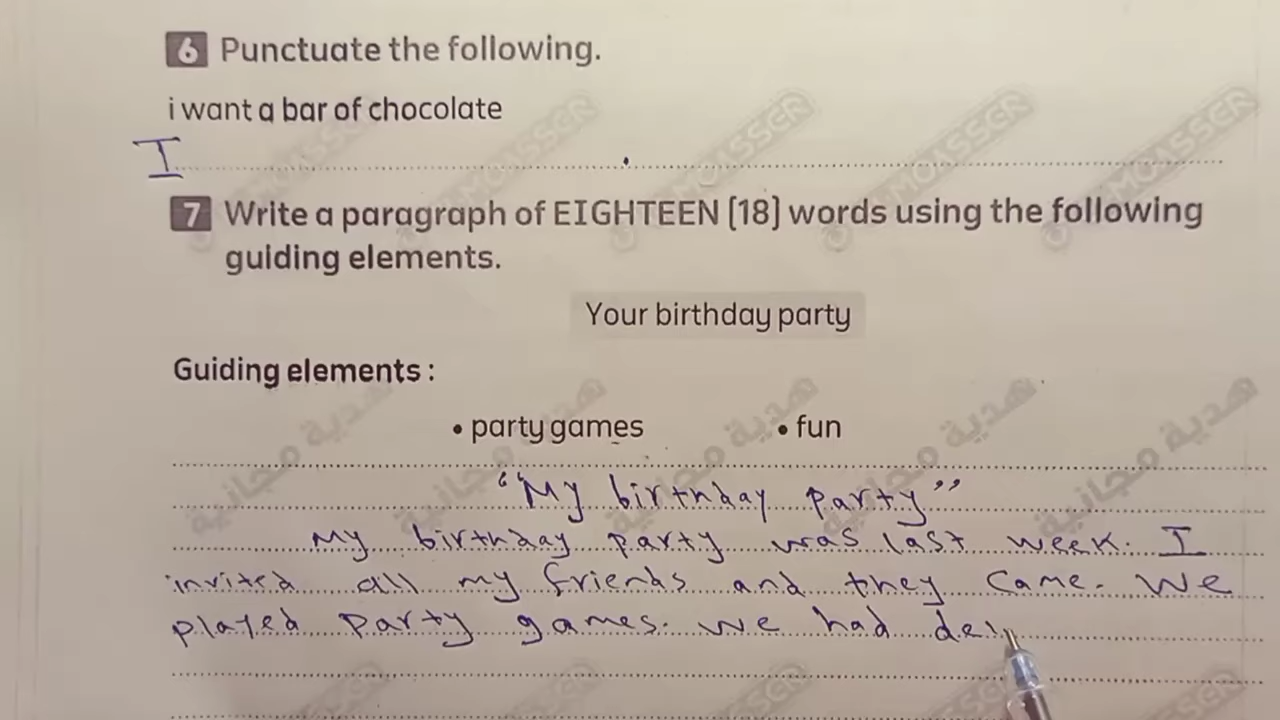 6 Punctuate the following.
i want a bar of chocolate
I .
7 Write a paragraph of EIGHTEEN (18) words using the following
guiding elements.
Your birthday party
Guiding elements :
• party games • fun
"My birthday party"
My birthday party was last week. I
invited all my friends and they came. We
played party games. We had